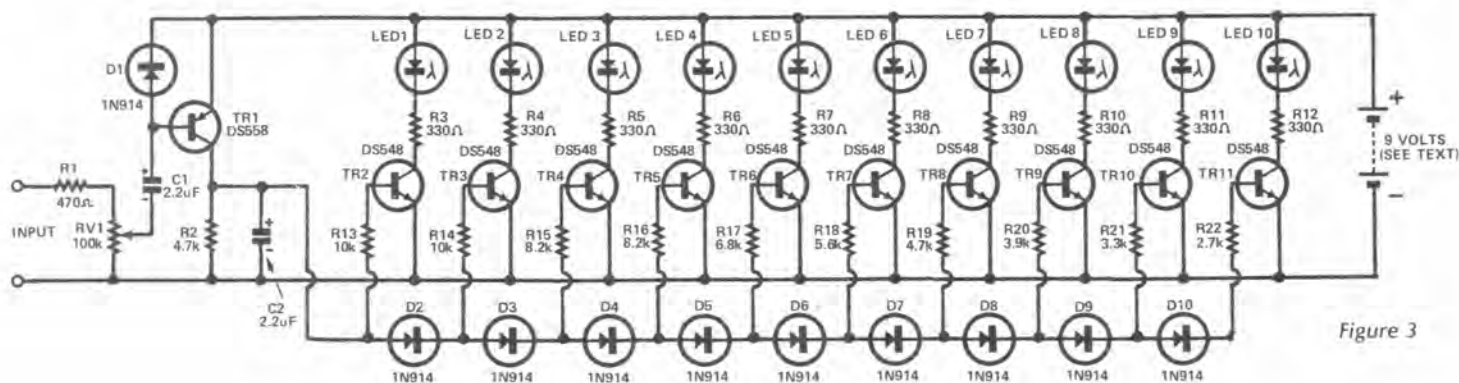 LED1 LED 2 LED 3 LED 4 LED 5 LED 6 LED 7 LED 8 LED 9 LED 10
λ λ λ λ λ λ λ λ λ λ
D1
1N914
TR1
DS558
R3 R4 R5 R6 R7 R8 R9 R10 R11 R12
330Ω 330Ω 330Ω 330Ω 330Ω 330Ω 330Ω 330Ω 330Ω 330Ω
+
9 VOLTS
(SEE TEXT)
−
DS548 DS548 DS548 DS548 DS548 DS548 DS548 DS548 DS548 DS548
TR2 TR3 TR4 TR5 TR6 TR7 TR8 TR9 TR10 TR11
R1
470Ω
+
C1
2.2uF
-
INPUT
RV1
100k
R2
4.7k
+
-
C2
2.2uF
R13 R14 R15 R16 R17 R18 R19 R20 R21 R22
10k 10k 8.2k 8.2k 6.8k 5.6k 4.7k 3.9k 3.3k 2.7k
D2 D3 D4 D5 D6 D7 D8 D9 D10
1N914 1N914 1N914 1N914 1N914 1N914 1N914 1N914 1N914
Figure 3